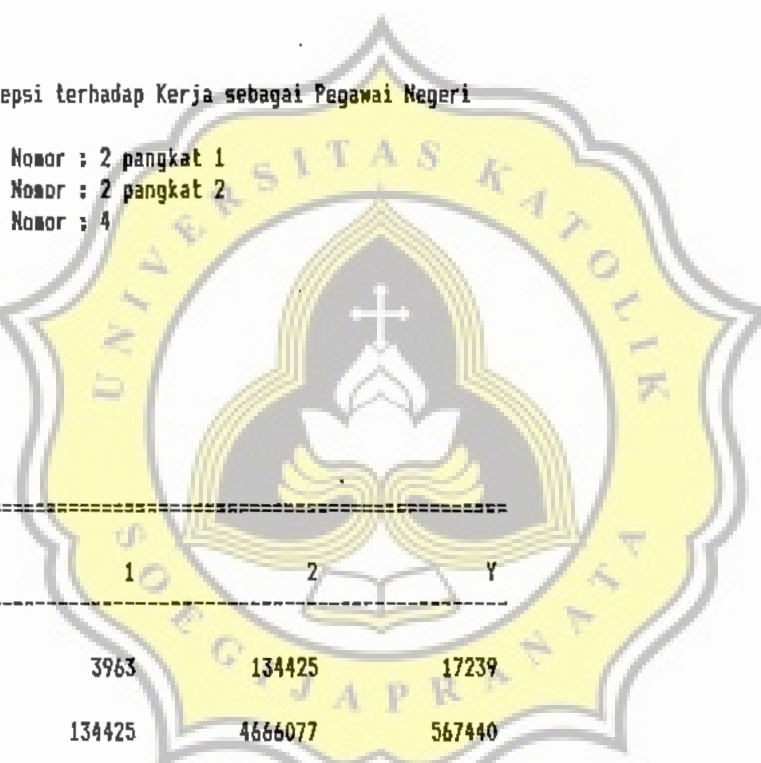 epsi terhadap Kerja sebagai Pegawai Negeri
Nomor : 2 pangkat 1
Nomor : 2 pangkat 2
Nomor : 4
UNIVERSITAS KATOLIK
1 2 Y
3963 134425 17239
134425 4666077 567440
SOEGIJAPRANATA